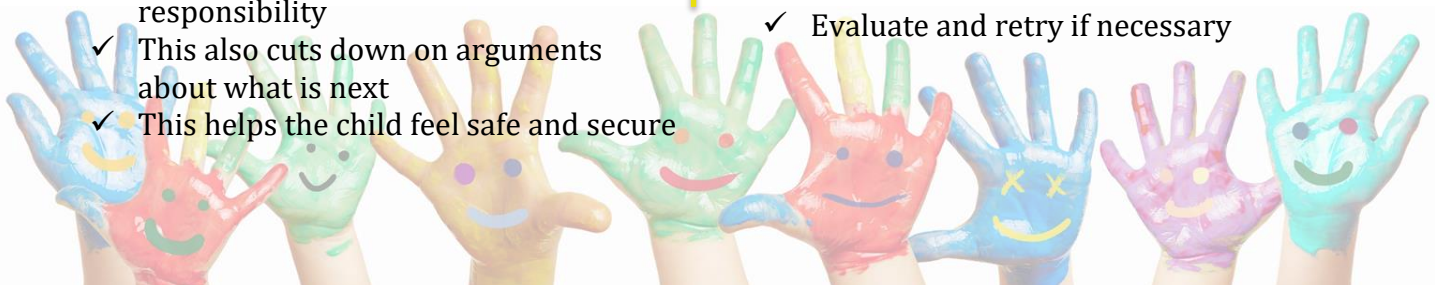 responsibility
✓ This also cuts down on arguments
about what is next
✓ This helps the child feel safe and secure
✓ Evaluate and retry if necessary